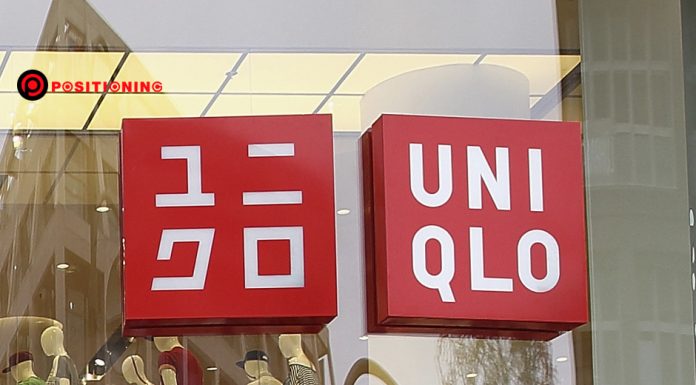 POSITIONING
ユニ
クロ
UNI
QLO